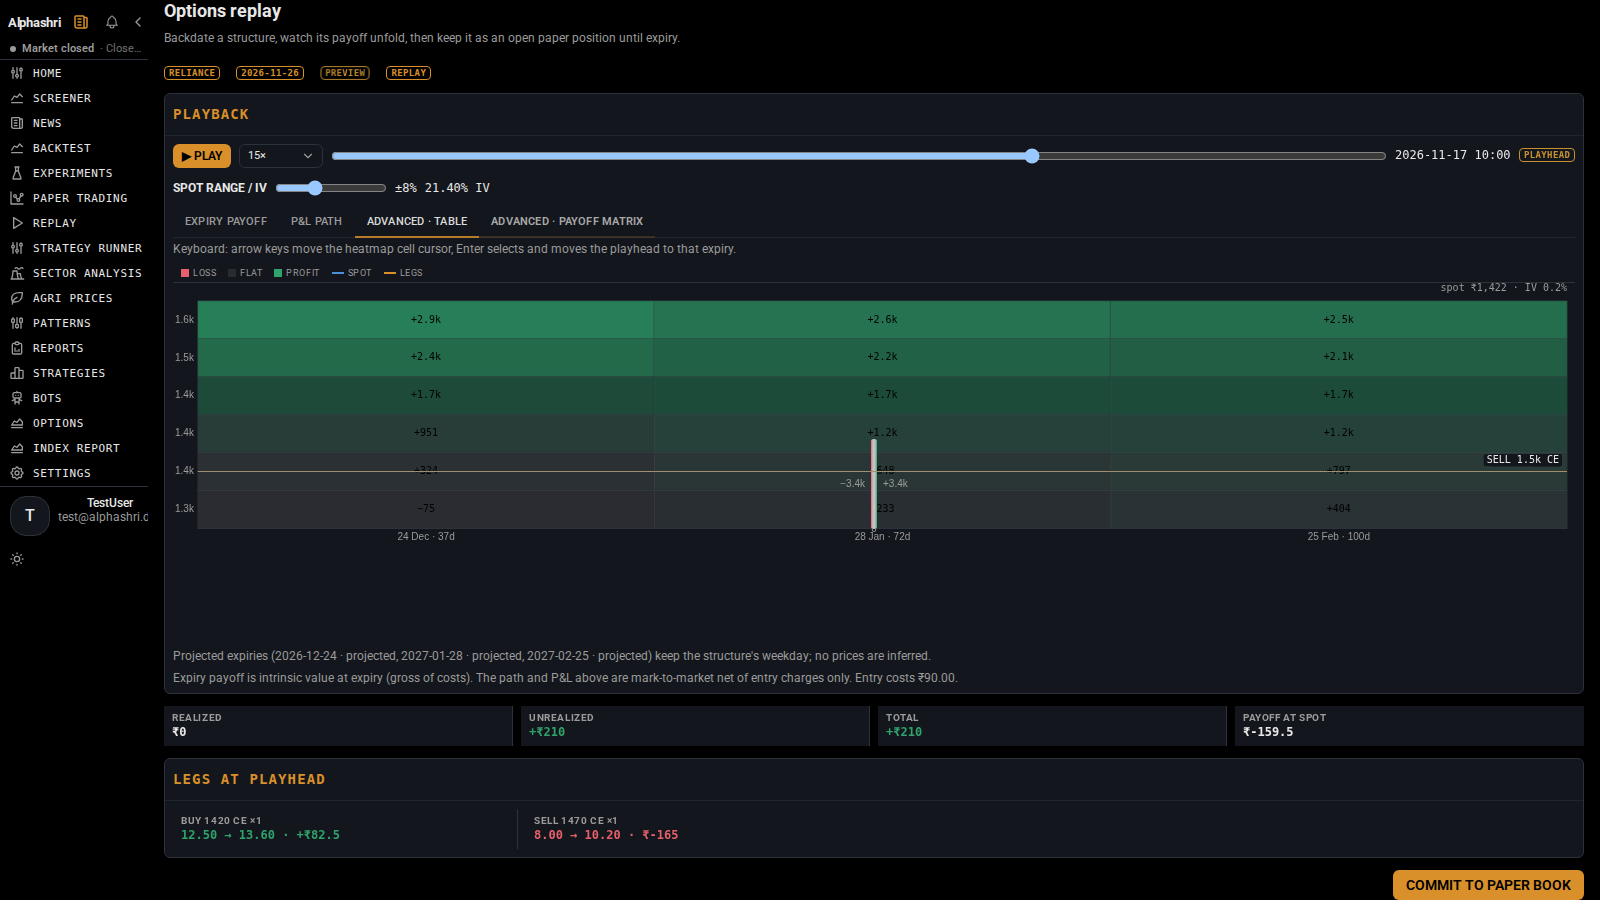 Alphashri
Market closed · Close...
HOME
SCREENER
NEWS
BACKTEST
EXPERIMENTS
PAPER TRADING
REPLAY
STRATEGY RUNNER
SECTOR ANALYSIS
AGRI PRICES
PATTERNS
REPORTS
STRATEGIES
BOTS
OPTIONS
INDEX REPORT
SETTINGS
T
TestUser
test@alphashri.d
Options replay
Backdate a structure, watch its payoff unfold, then keep it as an open paper position until expiry.
RELIANCE 2026-11-26 PREVIEW REPLAY
PLAYBACK
▶ PLAY 15× 2026-11-17 10:00 PLAYHEAD
SPOT RANGE / IV ±8% 21.40% IV
EXPIRY PAYOFF P&L PATH ADVANCED · TABLE ADVANCED · PAYOFF MATRIX
Keyboard: arrow keys move the heatmap cell cursor, Enter selects and moves the playhead to that expiry.
LOSS FLAT PROFIT SPOT LEGS
spot ₹1,422 · IV 0.2%
1.6k +2.9k +2.6k +2.5k
1.5k +2.4k +2.2k +2.1k
1.4k +1.7k +1.7k +1.7k
1.4k +951 +1.2k +1.2k
SELL 1.5k CE
1.4k +324 648 +797
−3.4k +3.4k
1.3k −75 233 +404
24 Dec · 37d 28 Jan · 72d 25 Feb · 100d
Projected expiries (2026-12-24 · projected, 2027-01-28 · projected, 2027-02-25 · projected) keep the structure's weekday; no prices are inferred.
Expiry payoff is intrinsic value at expiry (gross of costs). The path and P&L above are mark-to-market net of entry charges only. Entry costs ₹90.00.
REALIZED UNREALIZED TOTAL PAYOFF AT SPOT
₹0 +₹210 +₹210 ₹-159.5
LEGS AT PLAYHEAD
BUY 1420 CE ×1 SELL 1470 CE ×1
12.50 → 13.60 · +₹82.5 8.00 → 10.20 · ₹-165
COMMIT TO PAPER BOOK